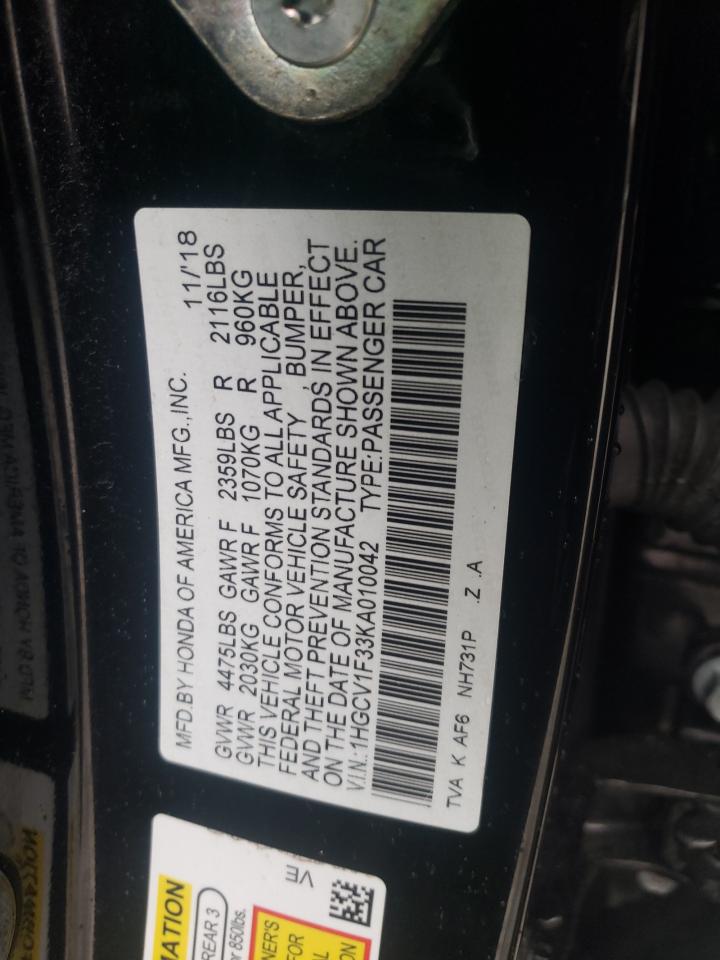 MFD.BY HONDA OF AMERICA MFG.,INC. 11/'18
GVWR 4475LBS GAWR F 2359LBS R 2116LBS
GVWR 2030KG GAWR F 1070KG R 960KG
THIS VEHICLE CONFORMS TO ALL APPLICABLE
FEDERAL MOTOR VEHICLE SAFETY , BUMPER,
AND THEFT PREVENTION STANDARDS IN EFFECT
ON THE DATE OF MANUFACTURE SHOWN ABOVE.
V.I.N.:1HGCV1F33KA010042 TYPE:PASSENGER CAR
TVA K AF6 NH731P .Z .A
REAR 3
850lbs.
FOR